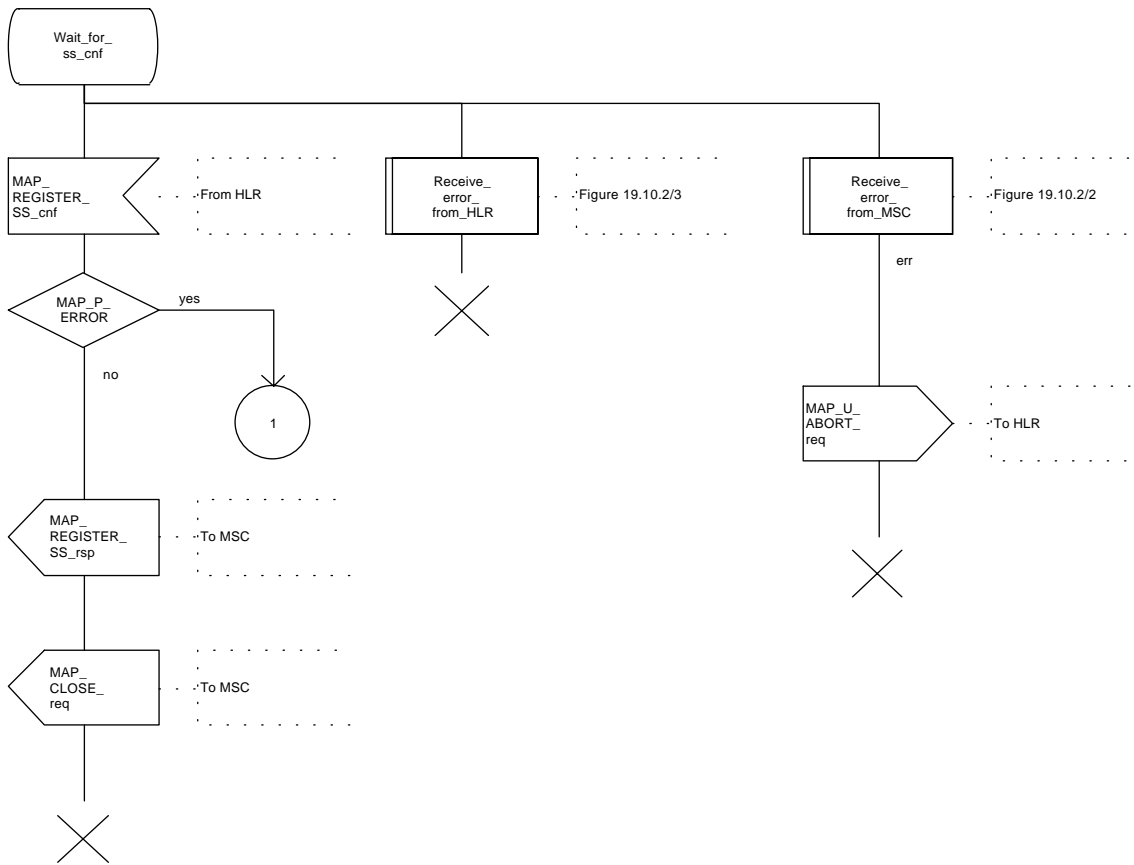 Wait_for_
ss_cnf
MAP_
REGISTER_
SS_cnf
From HLR
Receive_
error_
from_HLR
Figure 19.10.2/3
Receive_
error_
from_MSC
Figure 19.10.2/2
err
MAP_P_
ERROR
yes
no
1
MAP_U_
ABORT_
req
To HLR
MAP_
REGISTER_
SS_rsp
To MSC
MAP_
CLOSE_
req
To MSC